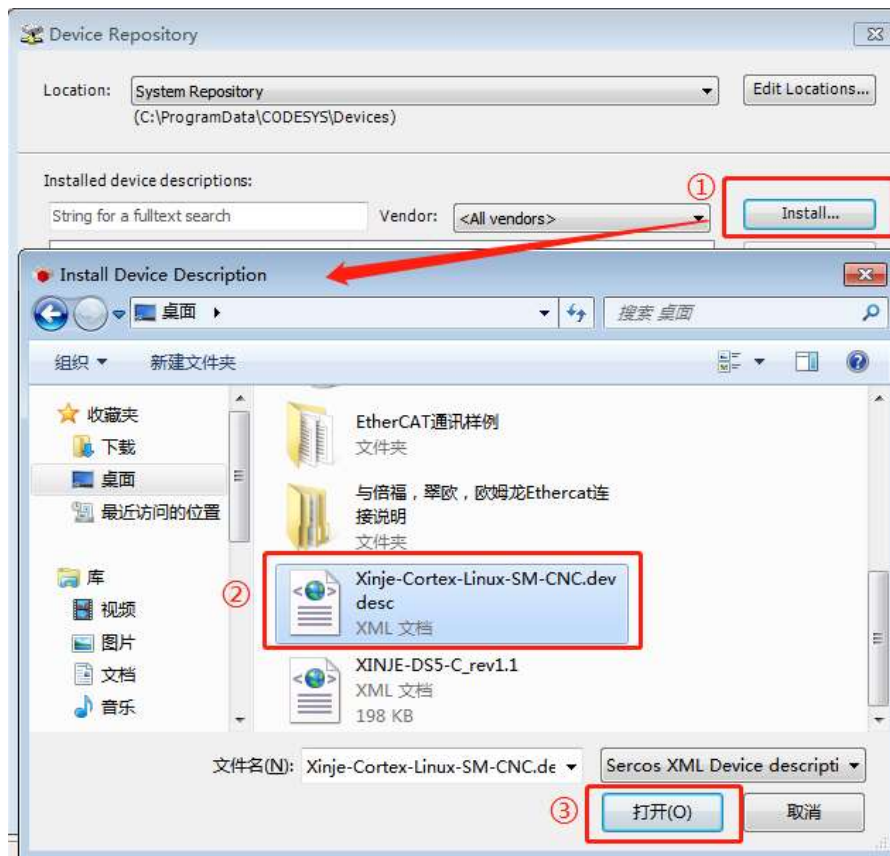 Device Repository
Location:
System Repository
Edit Locations...
(C:\ProgramData\CODESYS\Devices)
Installed device descriptions:
①
String for a fulltext search
Vendor:
<All vendors>
Install...
Install Device Description
桌面
搜索 桌面
组织
新建文件夹
收藏夹
下载
桌面
最近访问的位置
库
视频
图片
文档
音乐
EtherCAT通讯样例
文件夹
与倍福，翠欧，欧姆龙Ethercat连
接说明
文件夹
②
Xinje-Cortex-Linux-SM-CNC.dev
desc
XML 文档
XINJE-DS5-C_rev1.1
XML 文档
198 KB
文件名(N):
Xinje-Cortex-Linux-SM-CNC.de
Sercos XML Device descripti
③
打开(O)
取消